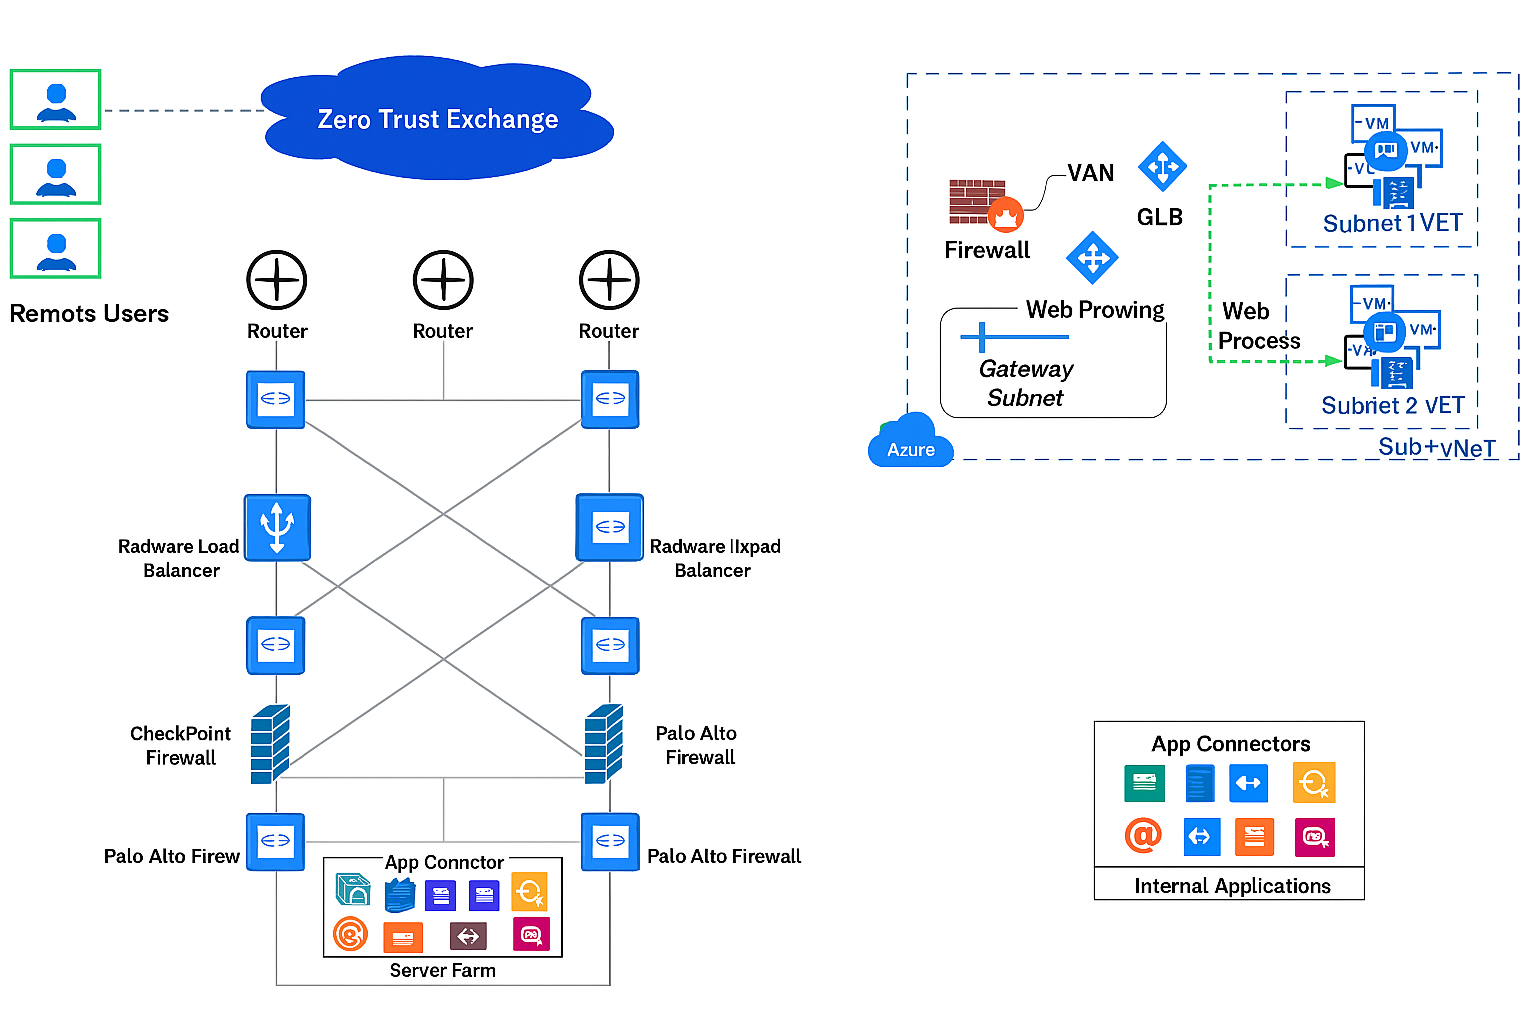 Zero Trust Exchange
Remots Users
Router
Router
Router
Radware Load
Balancer
Radware
Balancer
CheckPoint
Firewall
Palo Alto
Firewall
Palo Alto Firew
Palo Alto Firewall
App Connctor
Server Farm
VAN
GLB
Firewall
Web Prowing
Gateway
Subnet
Azure
Web
Process
-VM
VM·
Subnet 1 VET
-VM·
VM·
Subnet 2 VET
Sub+vNeT
App Connectors
@
Internal Applications